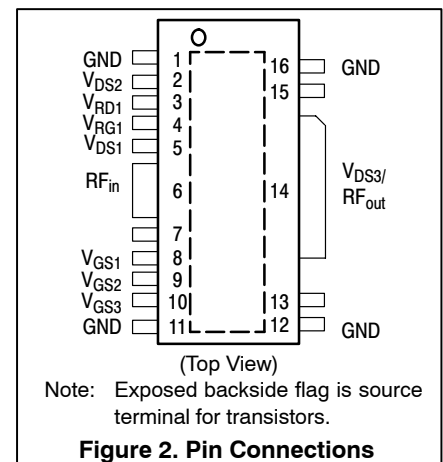 GND 1 16 GND
VDS2 2 15
VRD1 3
VRG1 4
VDS1 5
RFin 6 14 VDS3/
RFout
7
VGS1 8
VGS2 9
VGS3 10 13
GND 11 12 GND
(Top View)
Note: Exposed backside flag is source
terminal for transistors.
Figure 2. Pin Connections